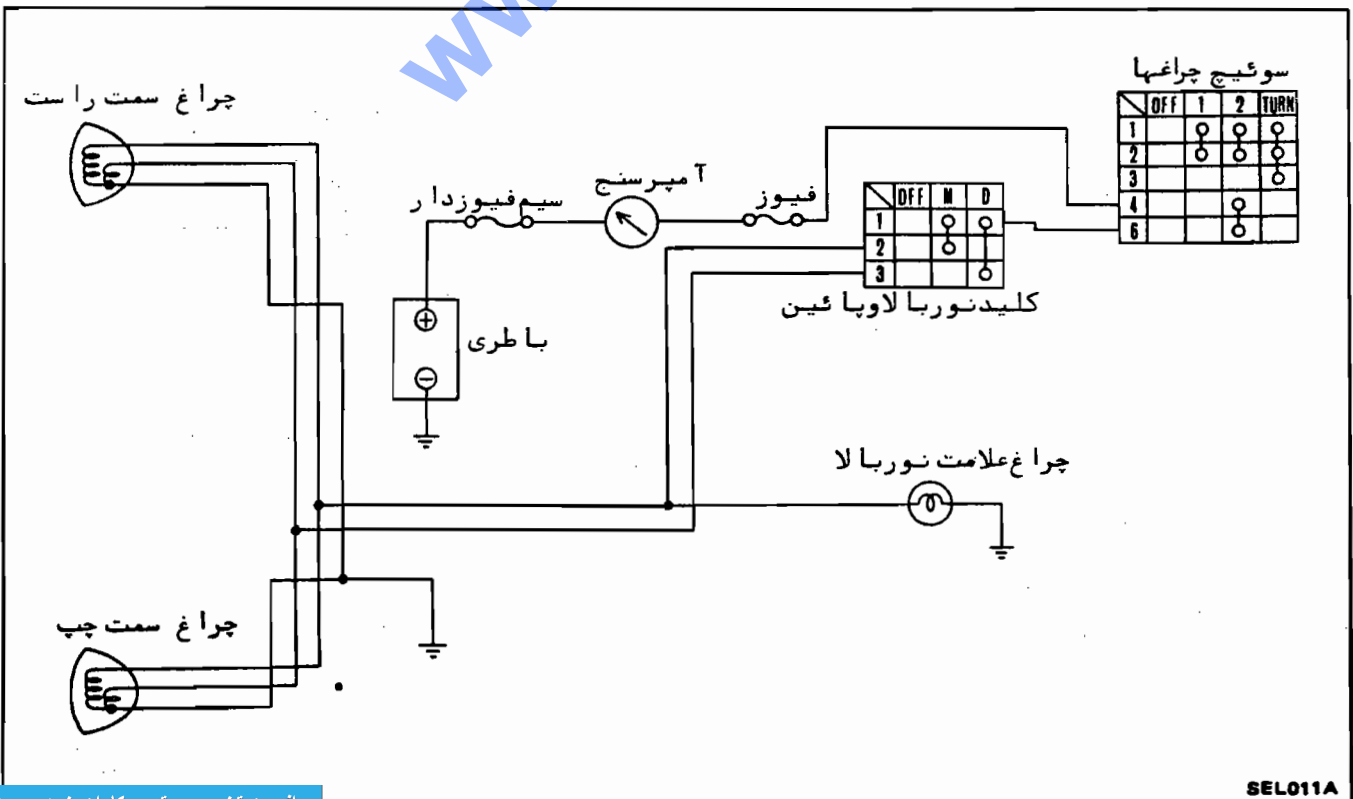 ww
سوئیچ چراغها
OFF 1 2 TURN
1
2
3
4
6
چراغ سمت راست
آمپرسنج
فیوز
سیم فیوزدار
OFF M D
1
2
3
کلیدنوربالاوپائین
باطری
+
−
چراغ علامت نوربالا
چراغ سمت چپ
SEL011A